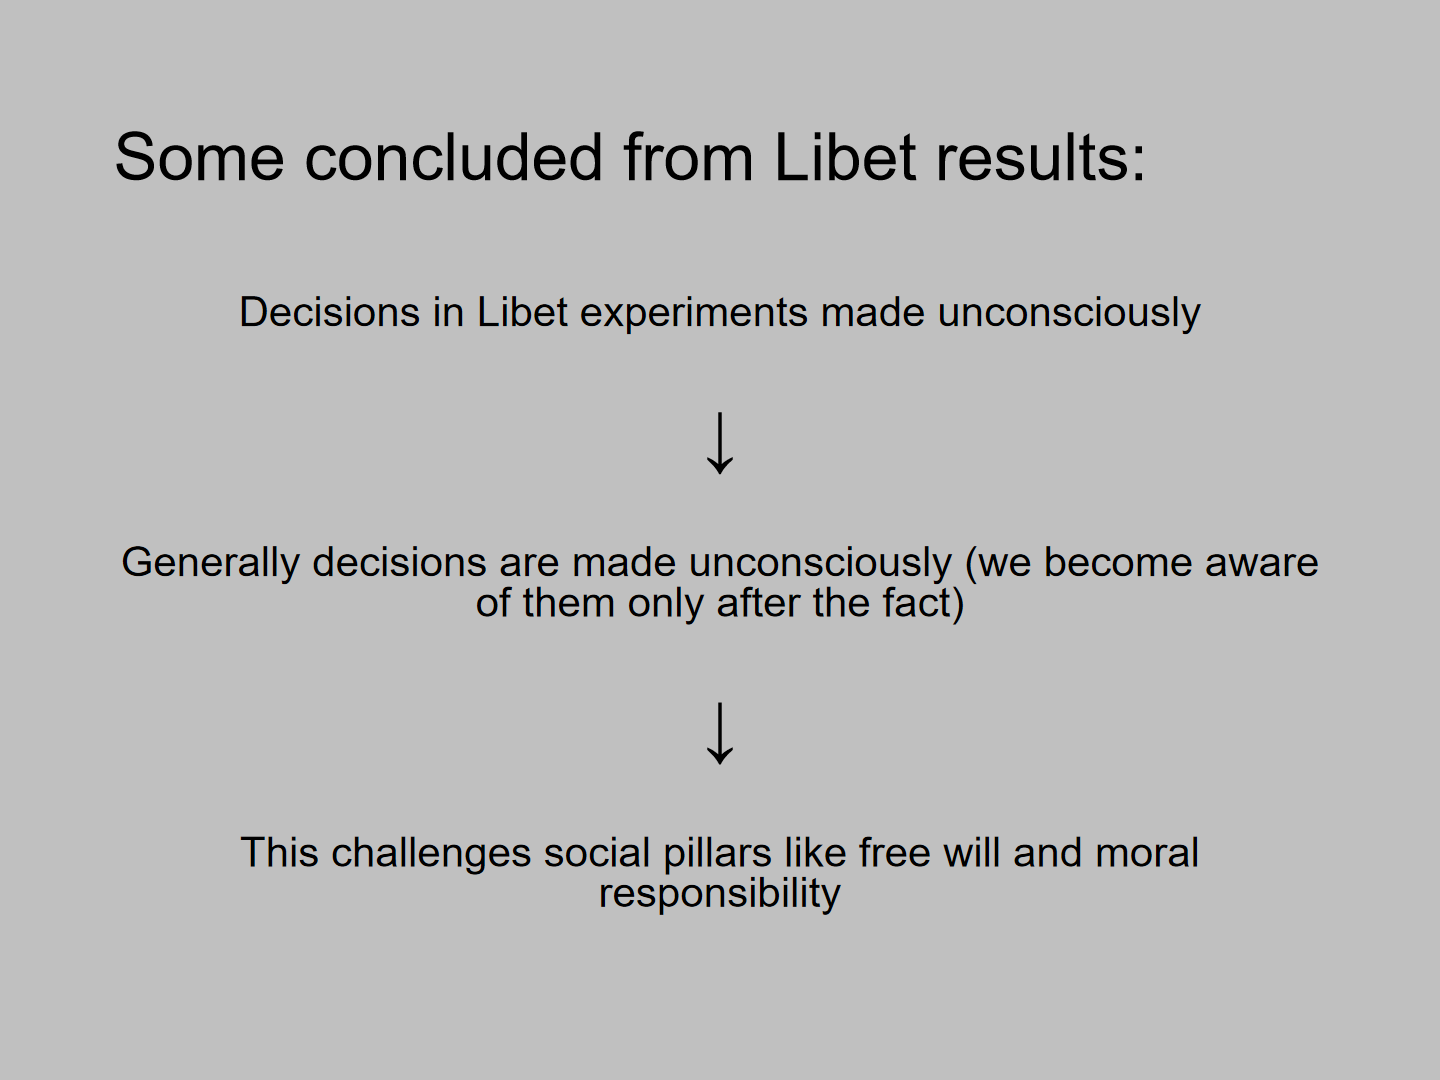 Some concluded from Libet results:
Decisions in Libet experiments made unconsciously
↓
Generally decisions are made unconsciously (we become aware
of them only after the fact)
↓
This challenges social pillars like free will and moral
responsibility